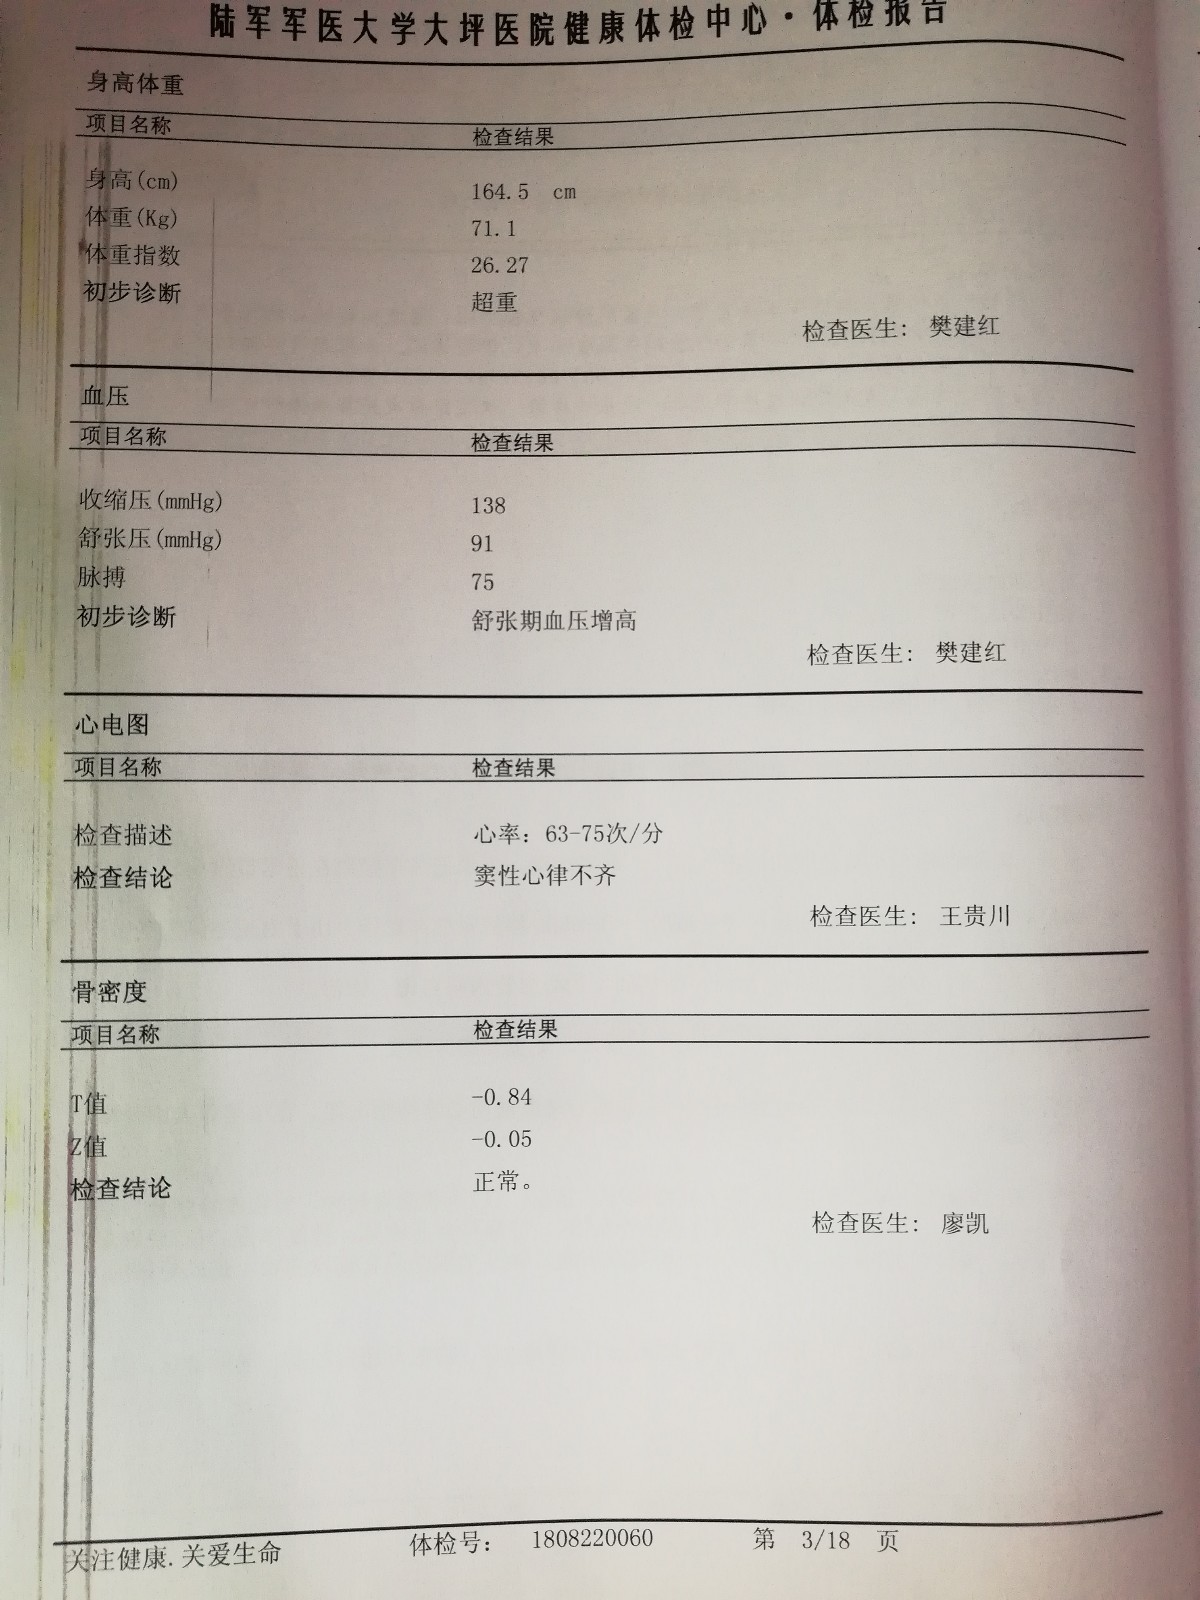 陆军军医大学大坪医院健康体检中心·体检报告
身高体重
项目名称 检查结果
身高(cm) 164.5 cm
体重(Kg) 71.1
体重指数 26.27
初步诊断 超重
检查医生: 樊建红
血压
项目名称 检查结果
收缩压(mmHg) 138
舒张压(mmHg) 91
脉搏 75
初步诊断 舒张期血压增高
检查医生: 樊建红
心电图
项目名称 检查结果
检查描述 心率: 63-75次/分
检查结论 窦性心律不齐
检查医生: 王贵川
骨密度
项目名称 检查结果
T值 -0.84
Z值 -0.05
检查结论 正常。
检查医生: 廖凯
关注健康.关爱生命 体检号: 1808220060 第 3/18 页